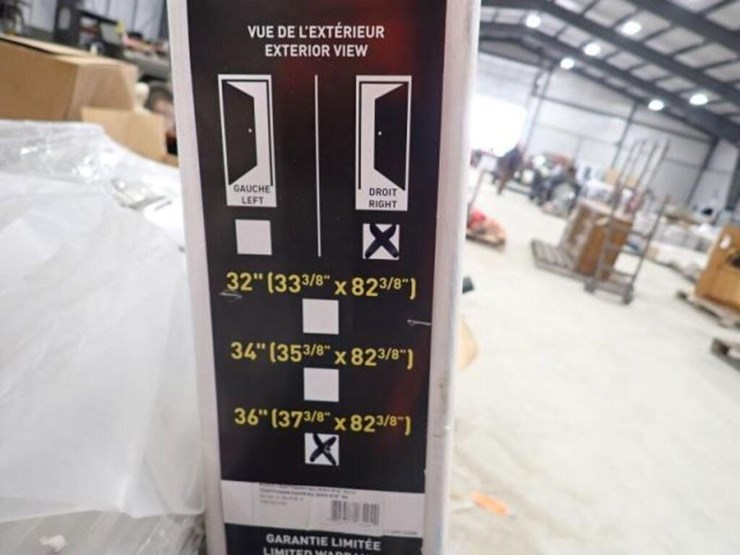 VUE DE L'EXTÉRIEUR
EXTERIOR VIEW
GAUCHE
LEFT
DROIT
RIGHT
X
32" (33 3/8" x 82 3/8")
34" (35 3/8" x 82 3/8")
36" (37 3/8" x 82 3/8")
X
GARANTIE LIMITÉE
LIMITED